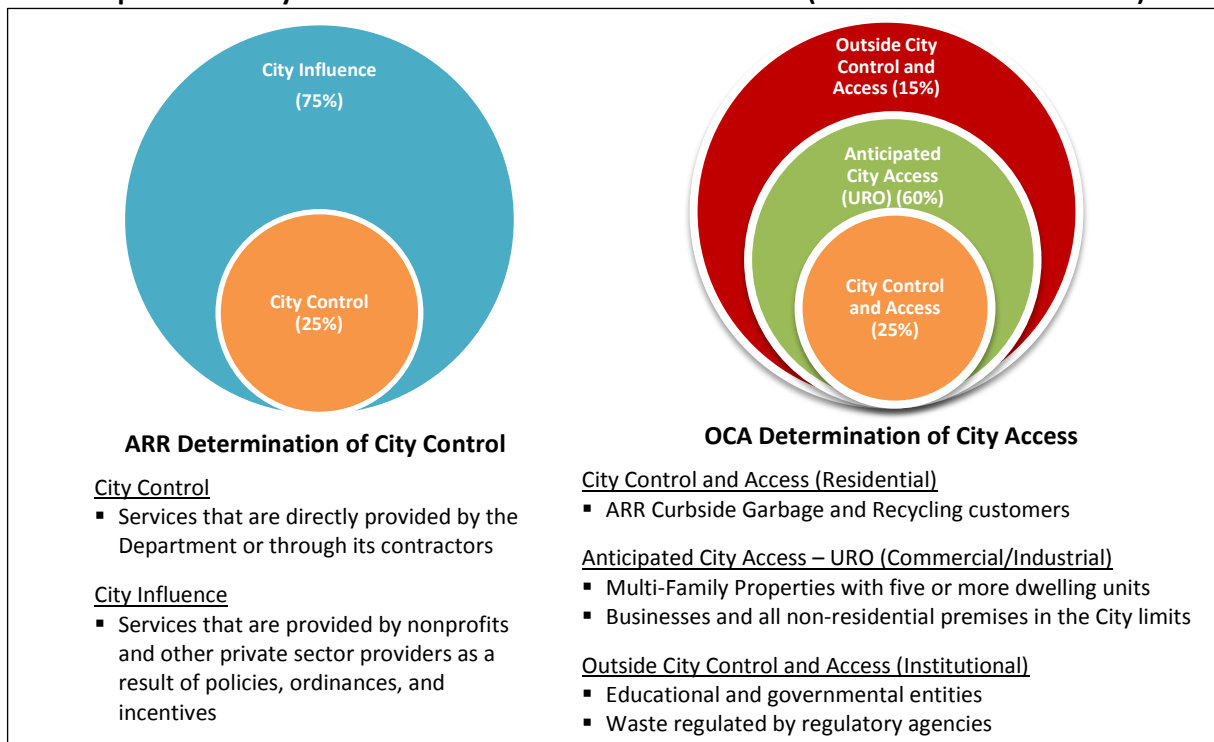 City Influence
(75%)
City Control
(25%)
ARR Determination of City Control
City Control
▪ Services that are directly provided by the
Department or through its contractors
City Influence
▪ Services that are provided by nonprofits
and other private sector providers as a
result of policies, ordinances, and
incentives
Outside City
Control and
Access (15%)
Anticipated
City Access
(URO) (60%)
City Control
and Access
(25%)
OCA Determination of City Access
City Control and Access (Residential)
▪ ARR Curbside Garbage and Recycling customers
Anticipated City Access – URO (Commercial/Industrial)
▪ Multi-Family Properties with five or more dwelling units
▪ Businesses and all non-residential premises in the City limits
Outside City Control and Access (Institutional)
▪ Educational and governmental entities
▪ Waste regulated by regulatory agencies